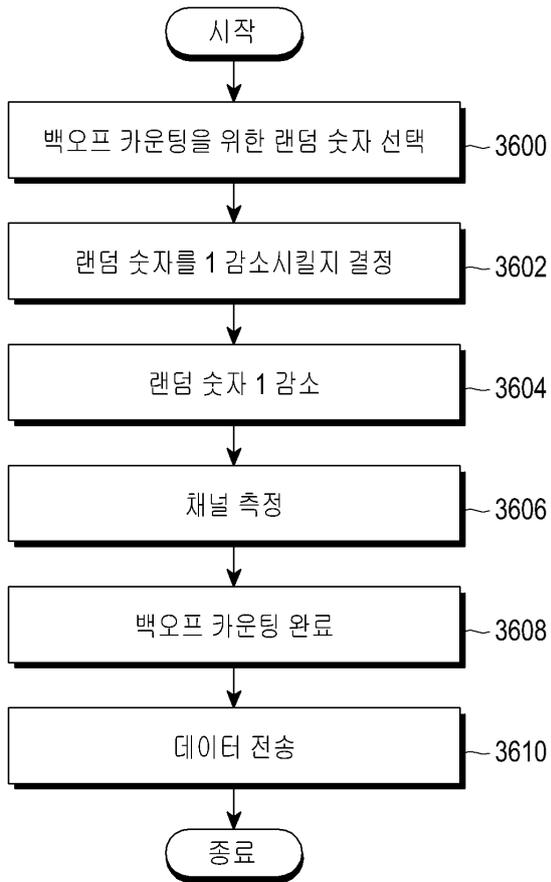 시작
백오프 카운팅을 위한 랜덤 숫자 선택
3600
랜덤 숫자를 1 감소시킬지 결정
3602
랜덤 숫자 1 감소
3604
채널 측정
3606
백오프 카운팅 완료
3608
데이터 전송
3610
종료